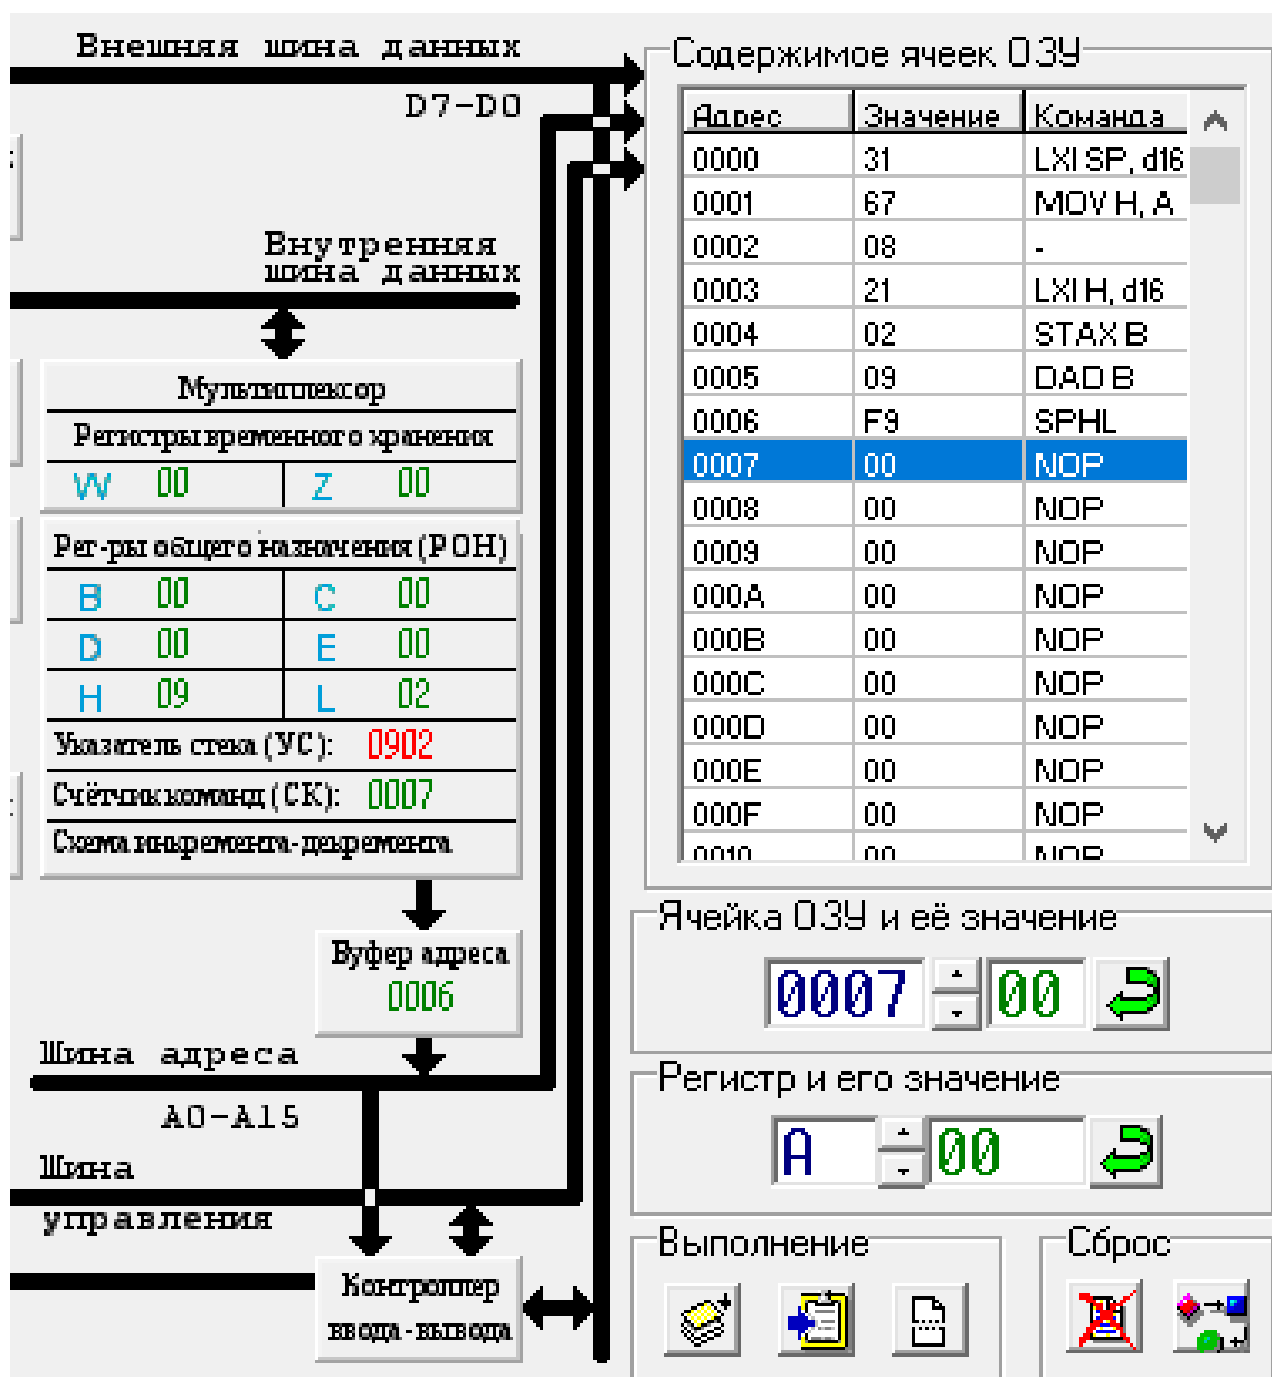 Внешняя шина данных
D7-D0
Внутренняя
шина данных
Мультиплексор
Регистры временного хранения
W 00 Z 00
Рег-ры общего назначения (РОН)
B 00 C 00
D 00 E 00
H 09 L 02
Указатель стека (УС): 0902
Счётчик команд (СК): 0007
Схема инкремента-декремента
Буфер адреса
0006
Шина адреса
A0-A15
Шина
управления
Контроллер
ввода-вывода
Содержимое ячеек ОЗУ
Адрес Значение Команда
0000 31 LXI SP, d16
0001 67 MOV H, A
0002 08 -
0003 21 LXI H, d16
0004 02 STAX B
0005 09 DAD B
0006 F9 SPHL
0007 00 NOP
0008 00 NOP
0009 00 NOP
000A 00 NOP
000B 00 NOP
000C 00 NOP
000D 00 NOP
000E 00 NOP
000F 00 NOP
0010 00 NOP
Ячейка ОЗУ и её значение
0007 00
Регистр и его значение
A 00
Выполнение
Сброс